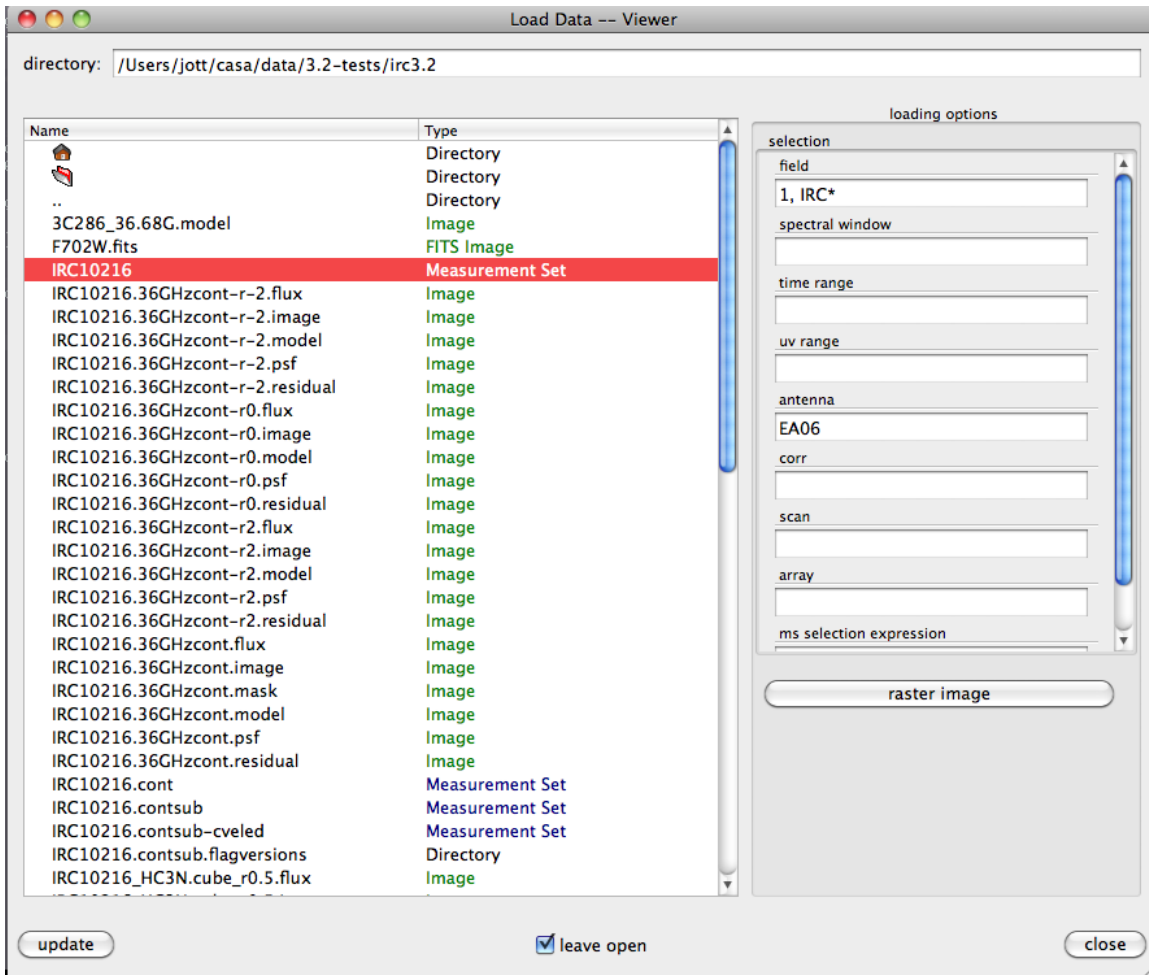 Load Data -- Viewer
directory: /Users/jott/casa/data/3.2-tests/irc3.2
Name Type
Directory
Directory
.. Directory
3C286_36.68G.model Image
F702W.fits FITS Image
IRC10216 Measurement Set
IRC10216.36GHzcont-r-2.flux Image
IRC10216.36GHzcont-r-2.image Image
IRC10216.36GHzcont-r-2.model Image
IRC10216.36GHzcont-r-2.psf Image
IRC10216.36GHzcont-r-2.residual Image
IRC10216.36GHzcont-r0.flux Image
IRC10216.36GHzcont-r0.image Image
IRC10216.36GHzcont-r0.model Image
IRC10216.36GHzcont-r0.psf Image
IRC10216.36GHzcont-r0.residual Image
IRC10216.36GHzcont-r2.flux Image
IRC10216.36GHzcont-r2.image Image
IRC10216.36GHzcont-r2.model Image
IRC10216.36GHzcont-r2.psf Image
IRC10216.36GHzcont-r2.residual Image
IRC10216.36GHzcont.flux Image
IRC10216.36GHzcont.image Image
IRC10216.36GHzcont.mask Image
IRC10216.36GHzcont.model Image
IRC10216.36GHzcont.psf Image
IRC10216.36GHzcont.residual Image
IRC10216.cont Measurement Set
IRC10216.contsub Measurement Set
IRC10216.contsub-cveled Measurement Set
IRC10216.contsub.flagversions Directory
IRC10216_HC3N.cube_r0.5.flux Image
loading options
selection
field
1, IRC*
spectral window
time range
uv range
antenna
EA06
corr
scan
array
ms selection expression
raster image
update
leave open
close